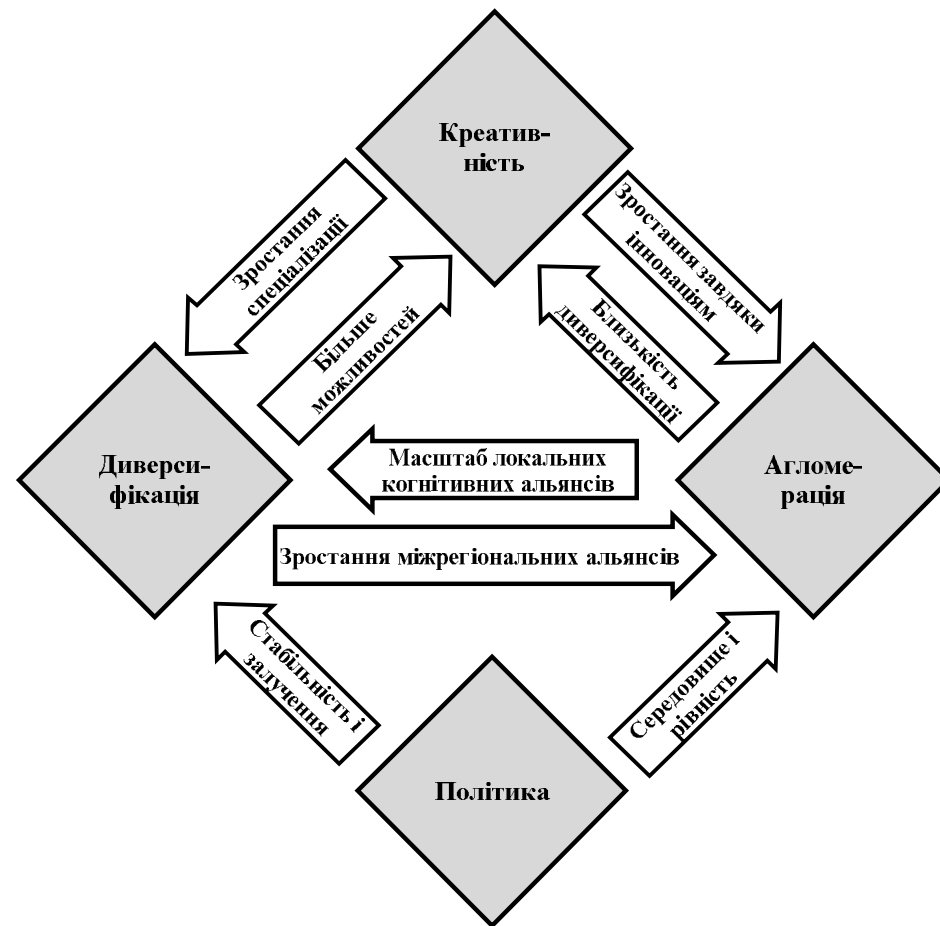 Креатив-
ність
Зростання
спеціалізації
Зростання завдяки
інноваціям
Більше
можливостей
Близькість
диверсифікації
Диверси-
фікація
Масштаб локальних
когнітивних альянсів
Агломе-
рація
Зростання міжрегіональних альянсів
Стабільність і
залучення
Середовище і
рівність
Політика